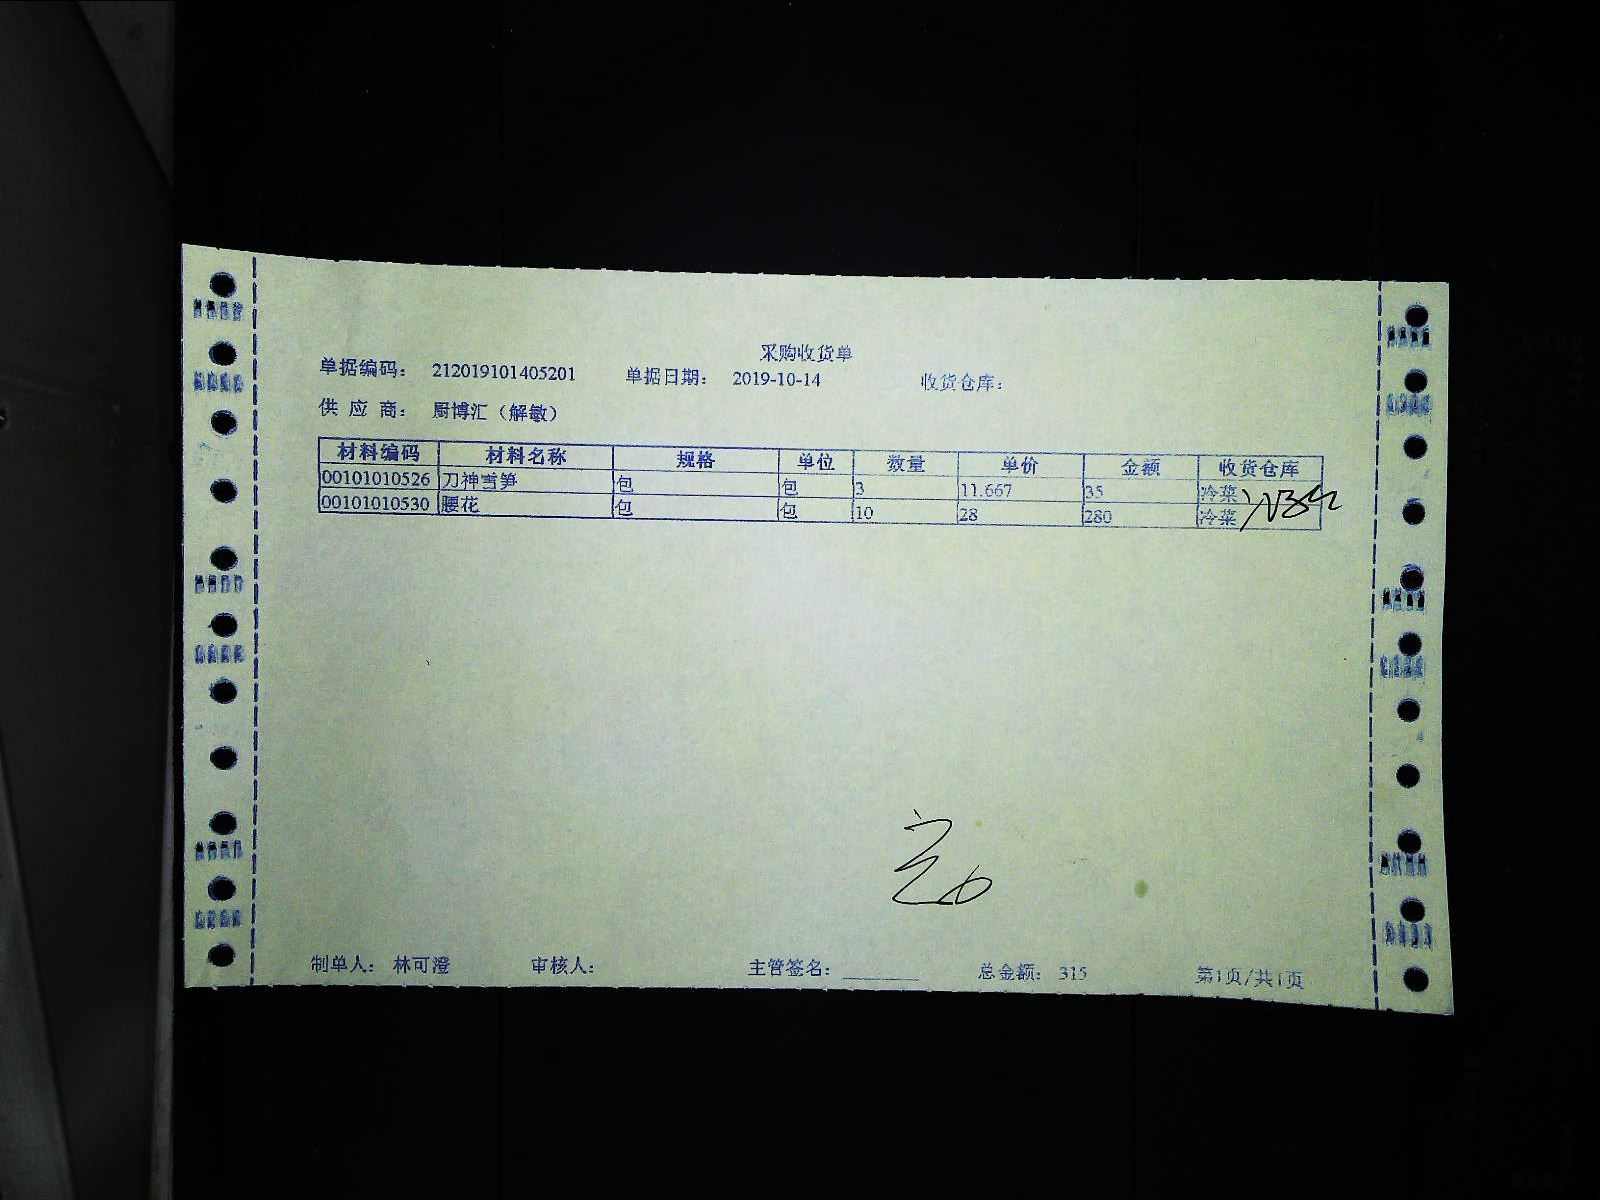 采购收货单
单据编码： 212019101405201 单据日期： 2019-10-14 收货仓库：
供 应 商： 厨博汇（解敏）
材料编码 材料名称 规格 单位 数量 单价 金额 收货仓库
00101010526 刀神雪笋 包 包 3 11.667 35 冷菜
00101010530 腰花 包 包 10 28 280 冷菜
制单人： 林可澄 审核人： 主管签名： 总金额： 315 第1页/共1页